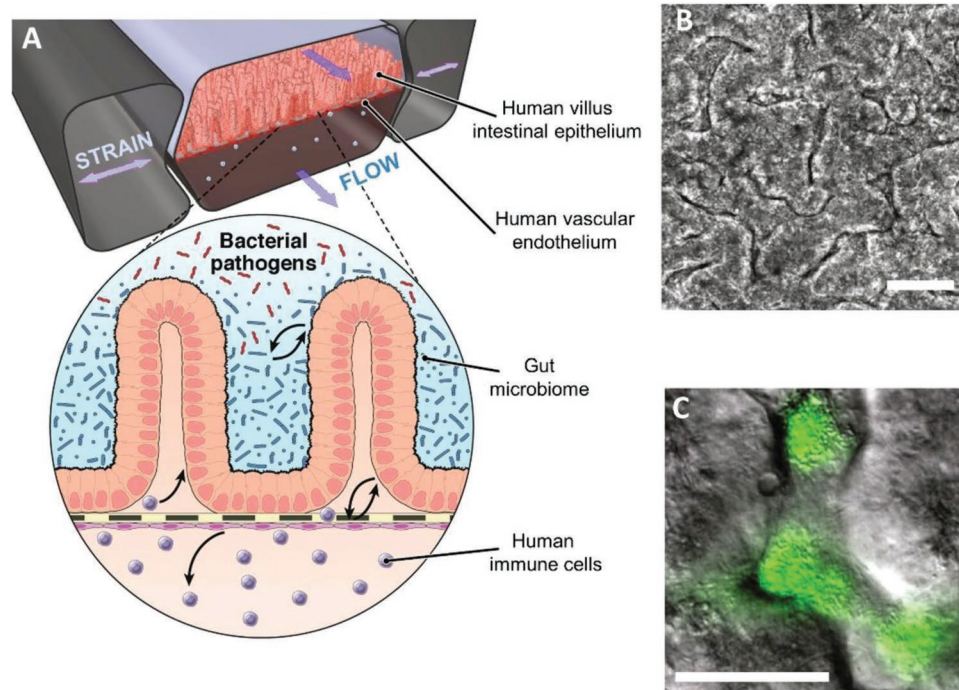 A
STRAIN
FLOW
Human villus
intestinal epithelium
Human vascular
endothelium
Bacterial
pathogens
Gut
microbiome
Human
immune cells
B
C